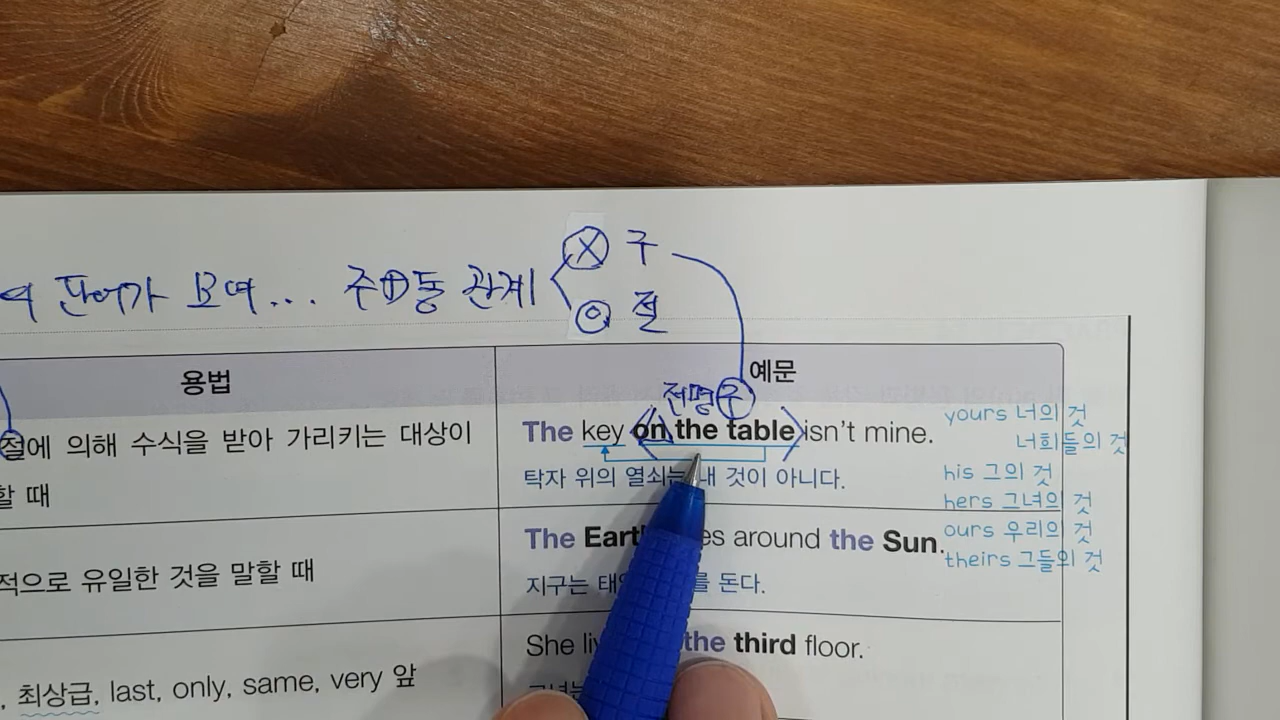 단어가 모여... 주+동 관계
X 구
O 절
용법
예문
전명구
절에 의해 수식을 받아 가리키는 대상이
할 때
The key on the table isn't mine.
탁자 위의 열쇠는 내 것이 아니다.
yours 너의 것
너희들의 것
his 그의 것
hers 그녀의 것
ours 우리의 것
theirs 그들의 것
적으로 유일한 것을 말할 때
The Earth es around the Sun.
지구는 태 를 돈다.
, 최상급, last, only, same, very 앞
She li the third floor.